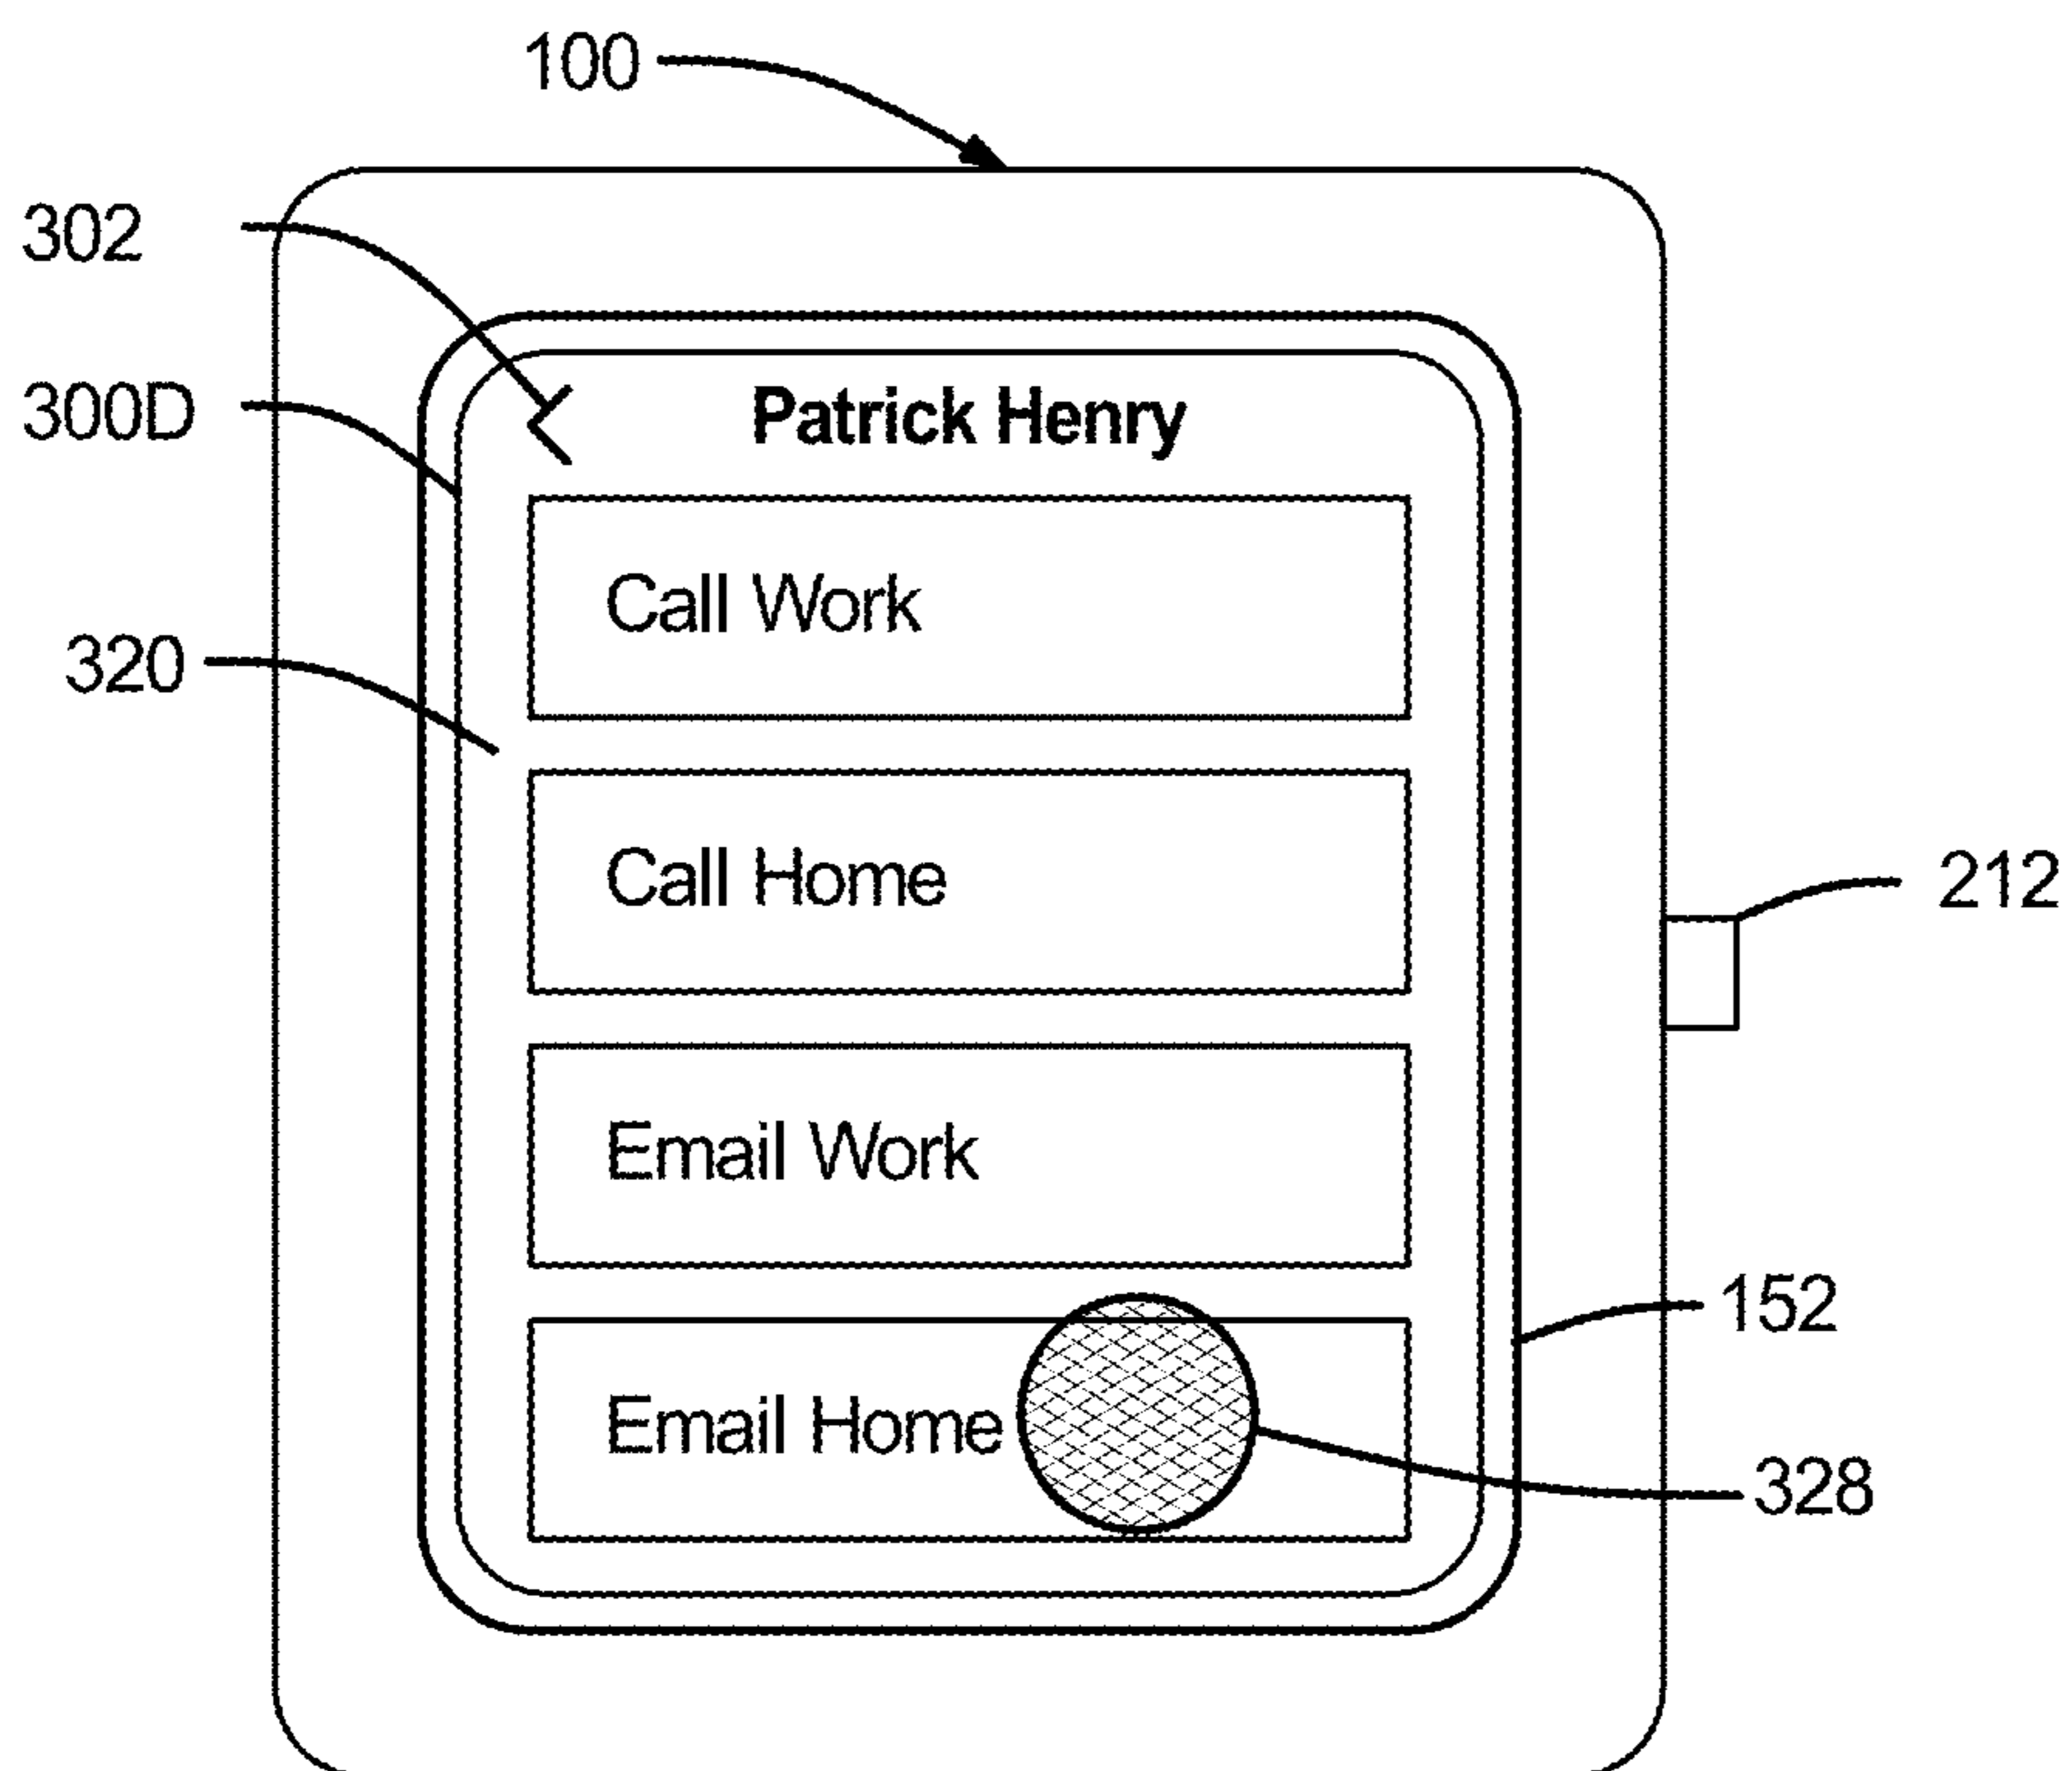 100
302
300D
Patrick Henry
Call Work
320
Call Home
212
Email Work
152
Email Home
328